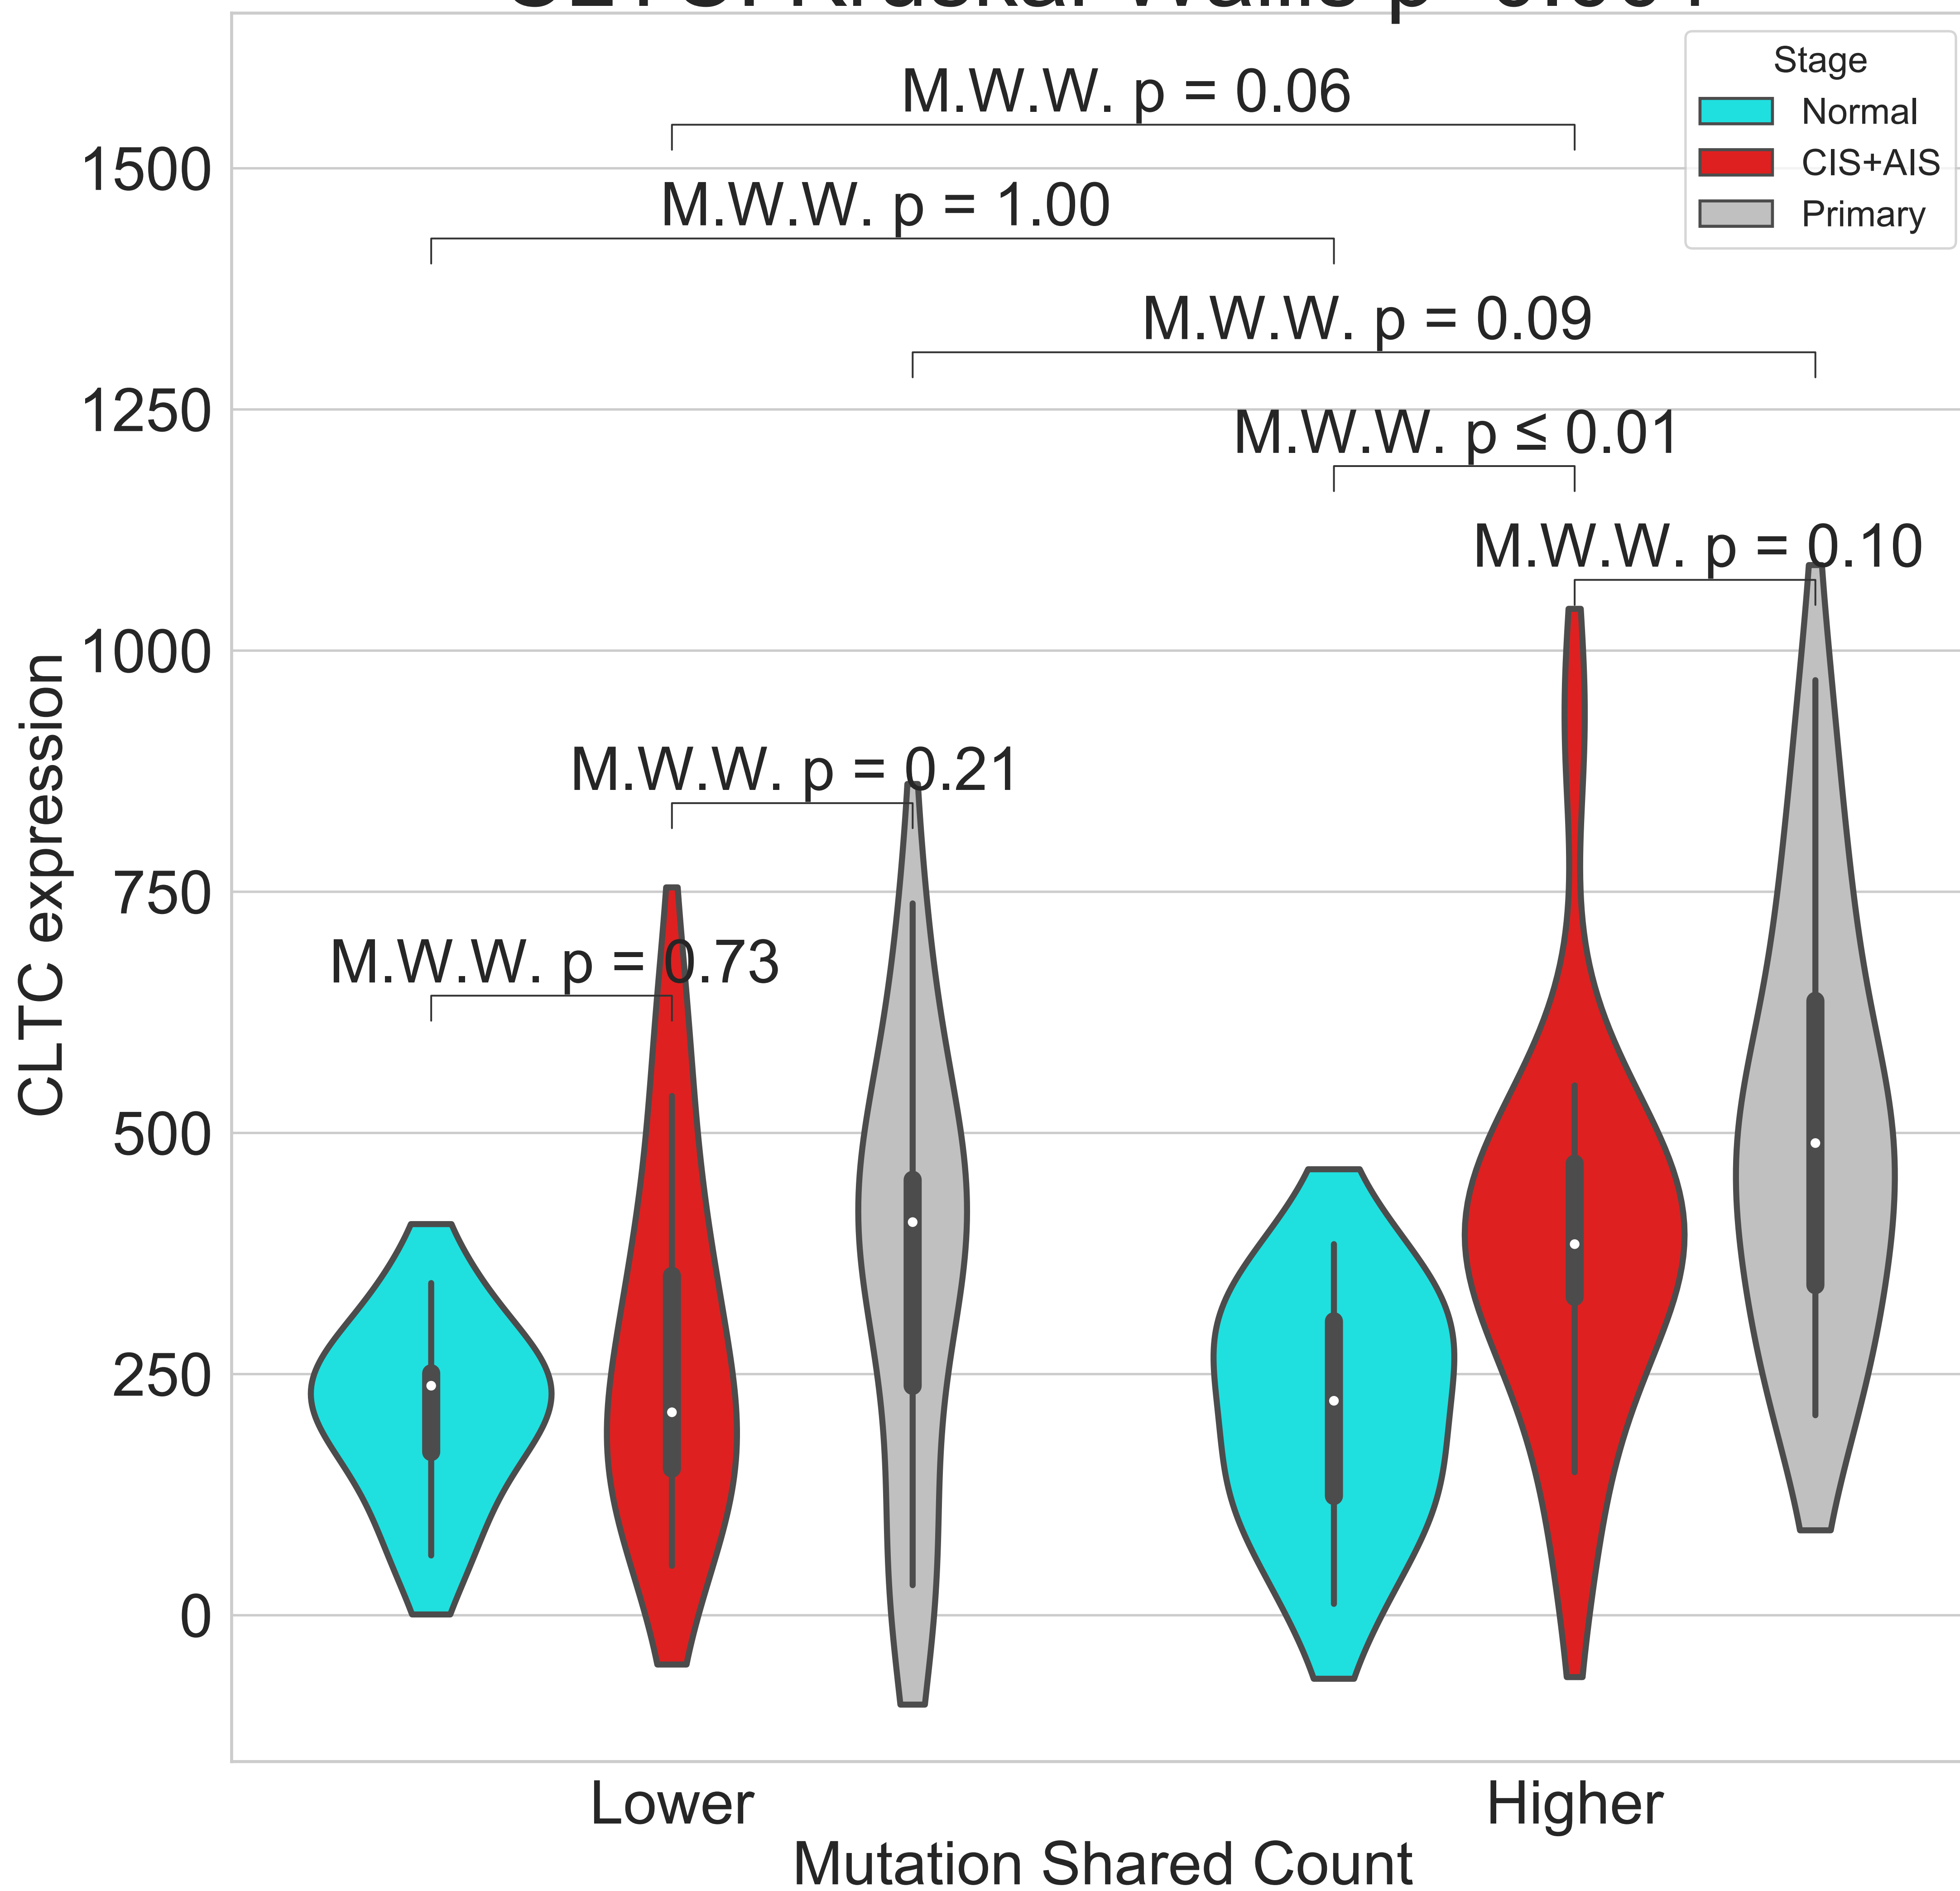 Stage
Normal
CIS+AIS
Primary
M.W.W. p = 0.06
M.W.W. p = 1.00
M.W.W. p = 0.09
M.W.W. p ≤ 0.01
M.W.W. p = 0.10
M.W.W. p = 0.21
M.W.W. p = 0.73
1500
1250
1000
750
500
250
0
CLTC expression
Lower
Higher
Mutation Shared Count